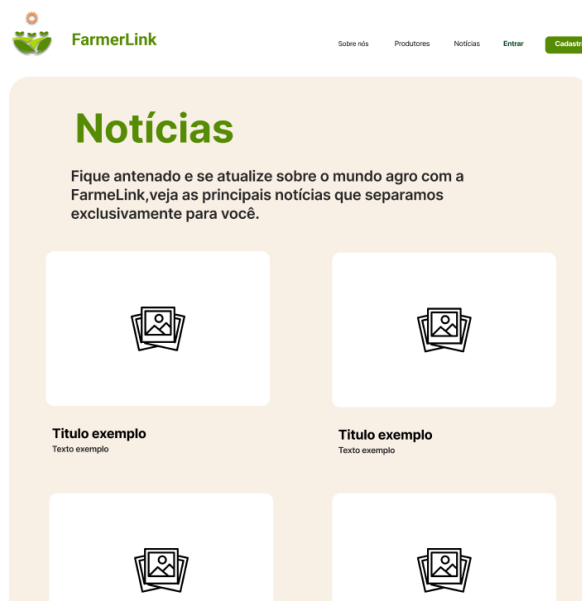 FarmerLink
Sobre nós Produtores Notícias Entrar
Notícias
Fique antenado e se atualize sobre o mundo agro com a
FarmeLink,veja as principais notícias que separamos
exclusivamente para você.
Titulo exemplo
Texto exemplo
Titulo exemplo
Texto exemplo